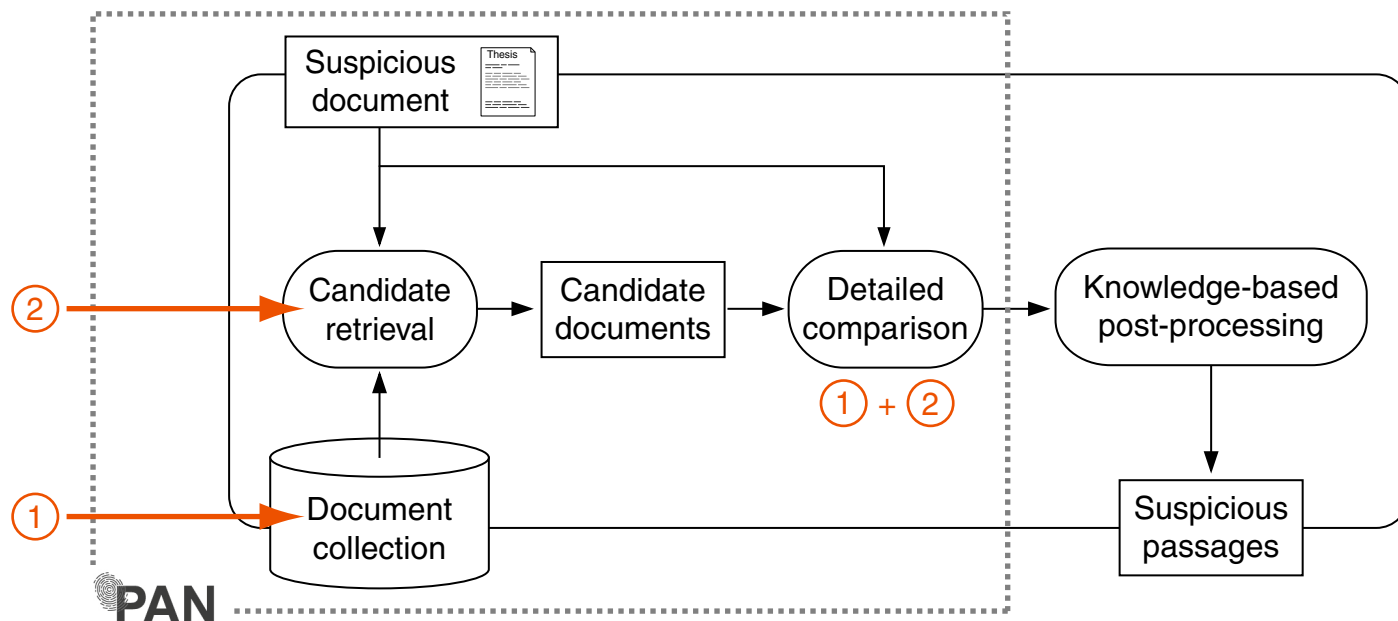 Suspicious
document
Thesis
2
Candidate
retrieval
Candidate
documents
Detailed
comparison
1 + 2
Knowledge-based
post-processing
1
Document
collection
Suspicious
passages
PAN